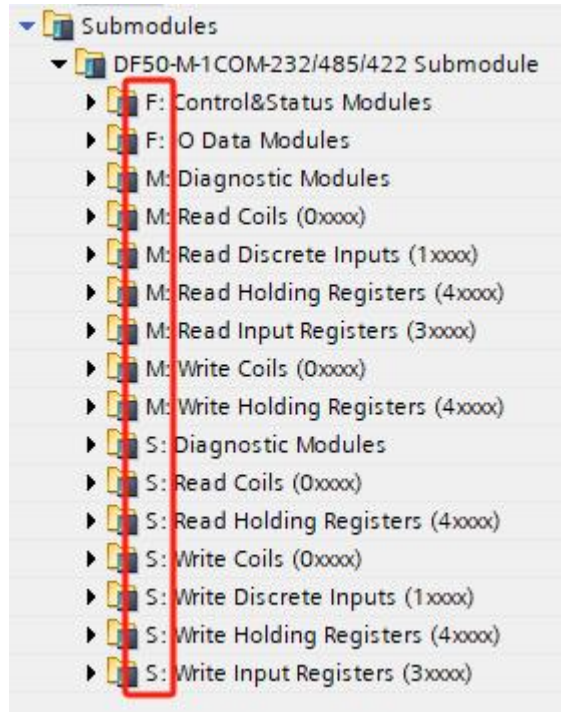 Submodules
DF50-M-1COM-232/485/422 Submodule
F: Control&Status Modules
F: IO Data Modules
M: Diagnostic Modules
M: Read Coils (0xxxx)
M: Read Discrete Inputs (1xxxx)
M: Read Holding Registers (4xxxx)
M: Read Input Registers (3xxxx)
M: Write Coils (0xxxx)
M: Write Holding Registers (4xxxx)
S: Diagnostic Modules
S: Read Coils (0xxxx)
S: Read Holding Registers (4xxxx)
S: Write Coils (0xxxx)
S: Write Discrete Inputs (1xxxx)
S: Write Holding Registers (4xxxx)
S: Write Input Registers (3xxxx)